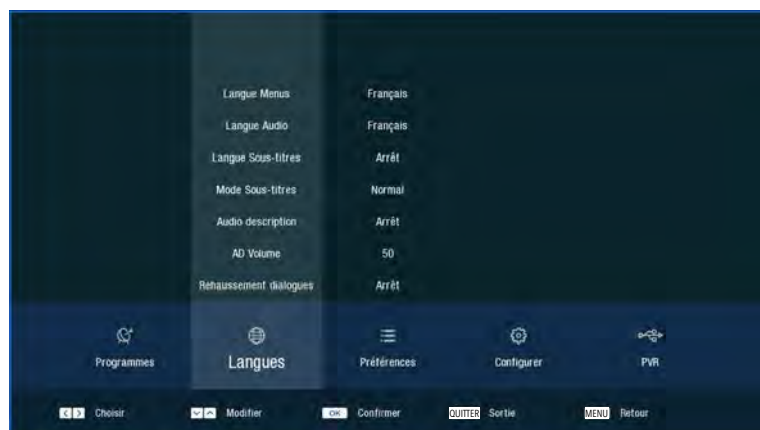 Langue Menus Français
Langue Audio Français
Langue Sous-titres Arrêt
Mode Sous-titres Normal
Audio description Arrêt
AD Volume 50
Rehaussement dialogues Arrêt
Programmes Langues Préférences Configurer PVR
Choisir Modifier OK Confirmer QUITTER Sortie MENU Retour